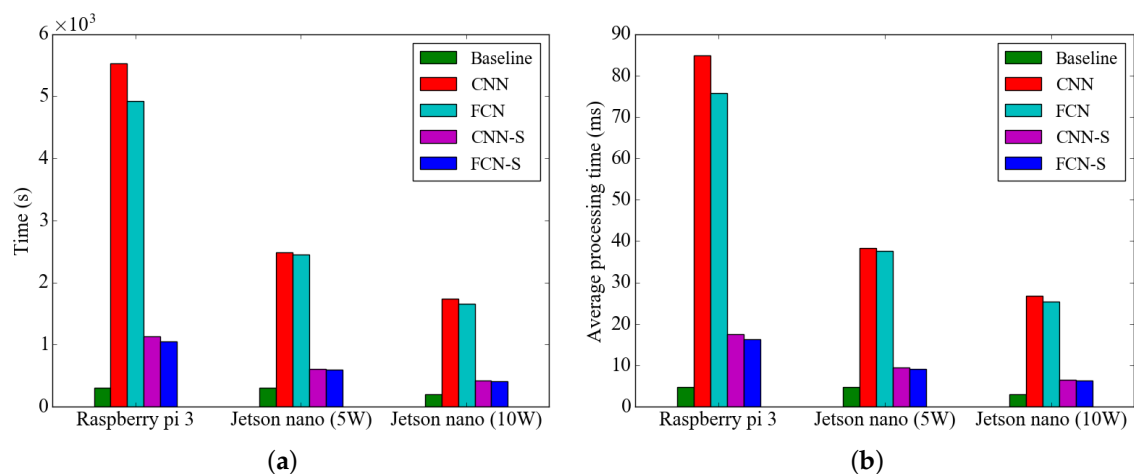 ×10³
6
5
4
3
2
1
0
Time (s)
Baseline
CNN
FCN
CNN-S
FCN-S
Raspberry pi 3
Jetson nano (5W)
Jetson nano (10W)
(a)
90
80
70
60
50
40
30
20
10
0
Average processing time (ms)
Baseline
CNN
FCN
CNN-S
FCN-S
Raspberry pi 3
Jetson nano (5W)
Jetson nano (10W)
(b)